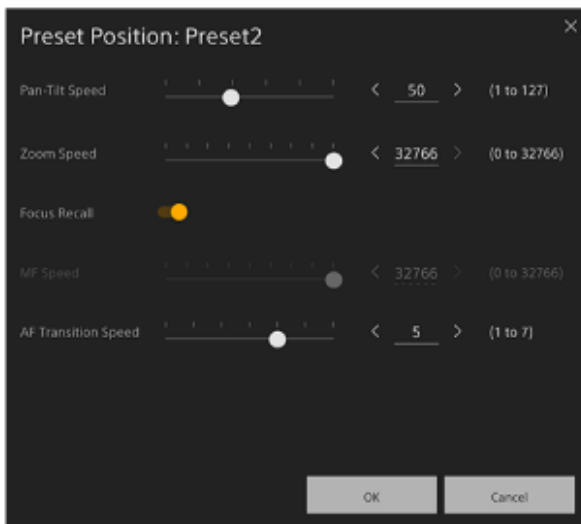 Preset Position: Preset2
Pan-Tilt Speed 50 (1 to 127)
Zoom Speed 32766 (0 to 32766)
Focus Recall
MF Speed 32766 (0 to 32766)
AF Transition Speed 5 (1 to 7)
OK Cancel